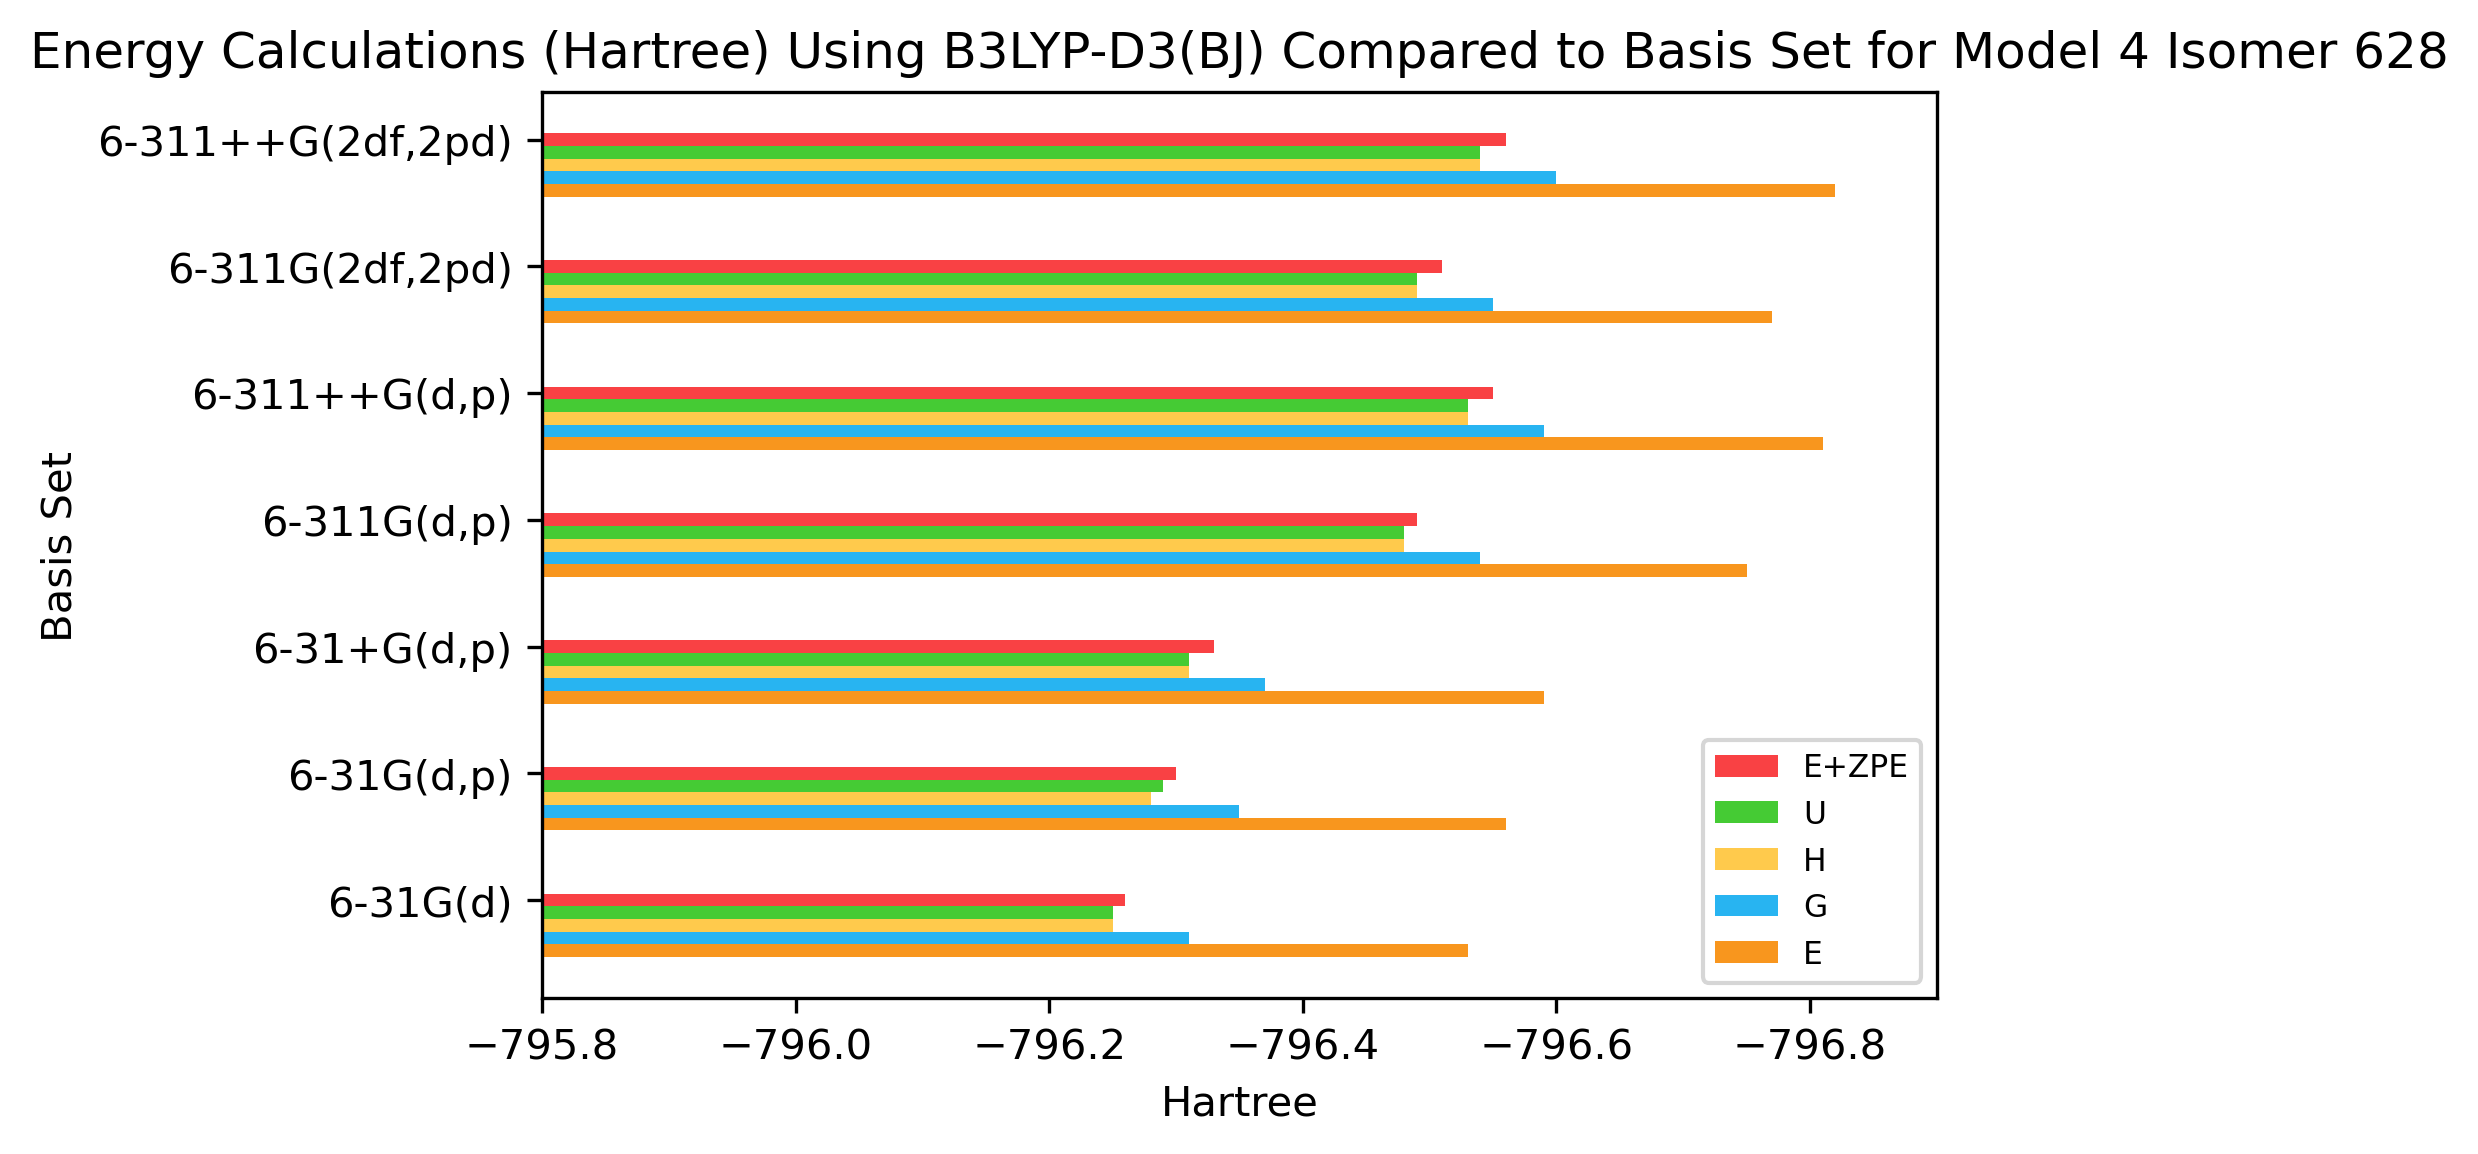 Energy Calculations (Hartree) Using B3LYP-D3(BJ) Compared to Basis Set for Model 4 Isomer 628
6-311++G(2df,2pd)
6-311G(2df,2pd)
6-311++G(d,p)
6-311G(d,p)
6-31+G(d,p)
6-31G(d,p)
6-31G(d)
Basis Set
E+ZPE
U
H
G
E
−795.8 −796.0 −796.2 −796.4 −796.6 −796.8
Hartree